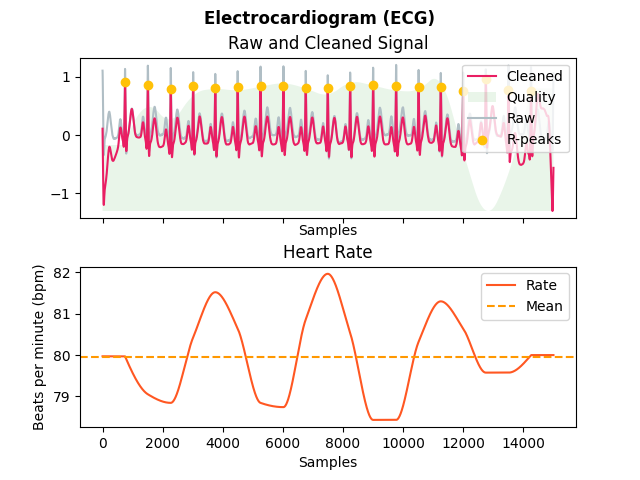 Electrocardiogram (ECG)
Raw and Cleaned Signal
1
0
−1
Cleaned
Quality
Raw
R-peaks
Samples
Heart Rate
Beats per minute (bpm)
82
81
80
79
Rate
Mean
0 2000 4000 6000 8000 10000 12000 14000
Samples